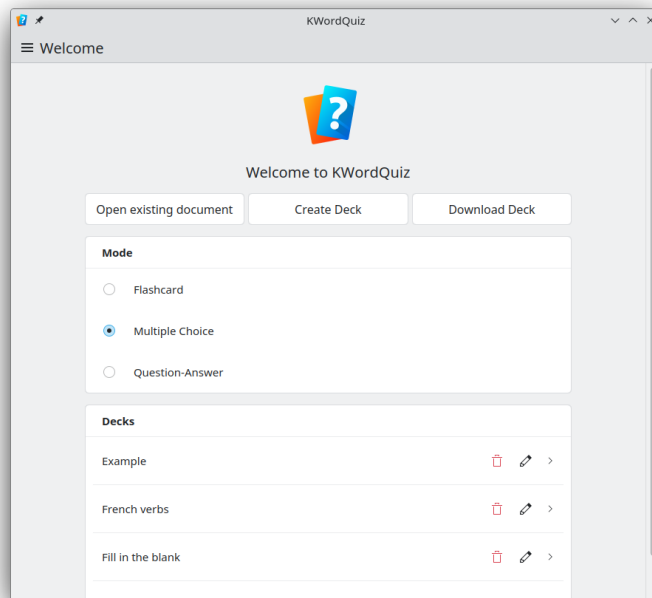 KWordQuiz
Welcome
?
Welcome to KWordQuiz
Open existing document Create Deck Download Deck
Mode
Flashcard
Multiple Choice
Question-Answer
Decks
Example
French verbs
Fill in the blank